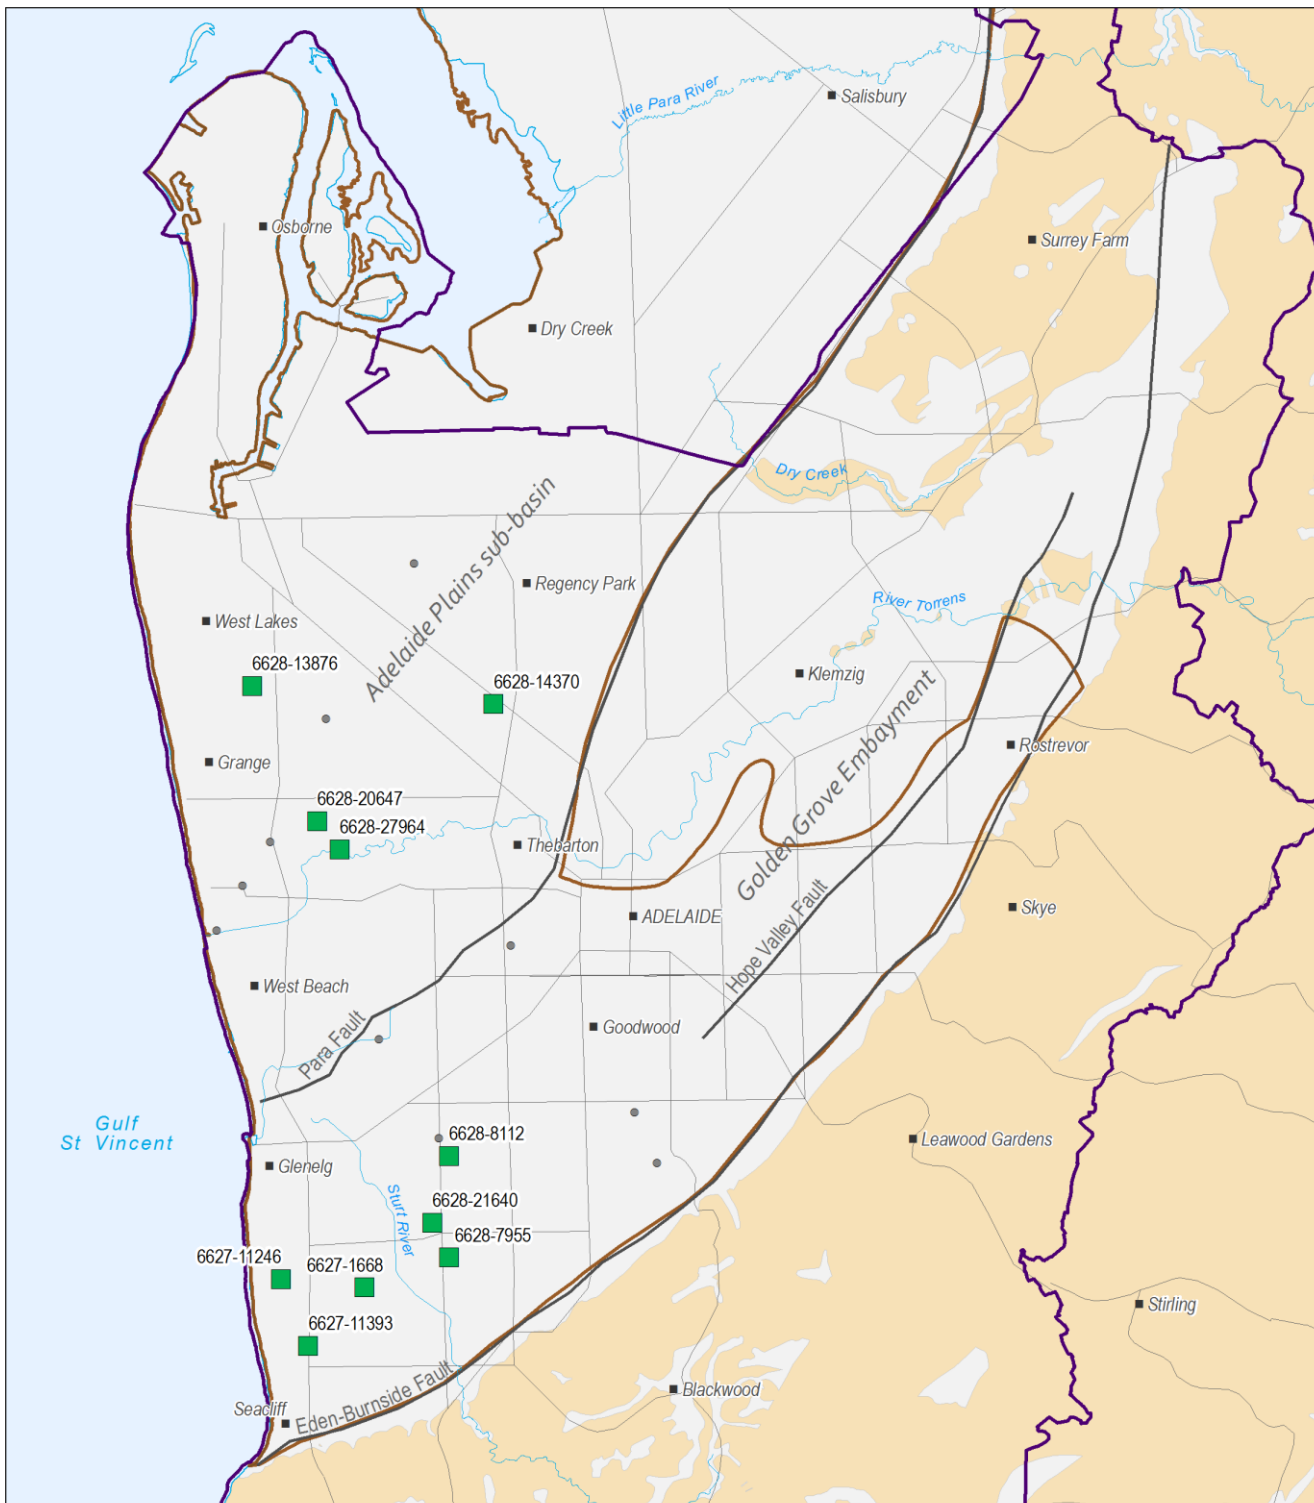 Little Para River
Salisbury
Osborne
Surrey Farm
Dry Creek
Dry Creek
Adelaide Plains sub-basin
Regency Park
River Torrens
West Lakes
6628-13876
6628-14370
Klemzig
Golden Grove Embayment
Rostrevor
Grange
6628-20647
6628-27964
Thebarton
Hope Valley Fault
ADELAIDE
Skye
West Beach
Para Fault
Goodwood
Gulf
St Vincent
6628-8112
Leawood Gardens
Glenelg
Sturt River
6628-21640
6628-7955
6627-11246
6627-1668
Stirling
6627-11393
Eden-Burnside Fault
Blackwood
Seacliff